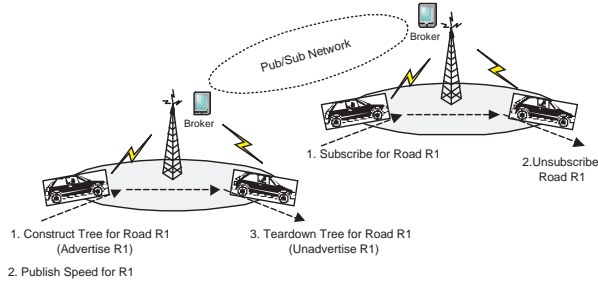 Broker
Pub/Sub Network
Broker
1. Subscribe for Road R1
2.Unsubscribe
Road R1
1. Construct Tree for Road R1
(Advertise R1)
3. Teardown Tree for Road R1
(Unadvertise R1)
2. Publish Speed for R1